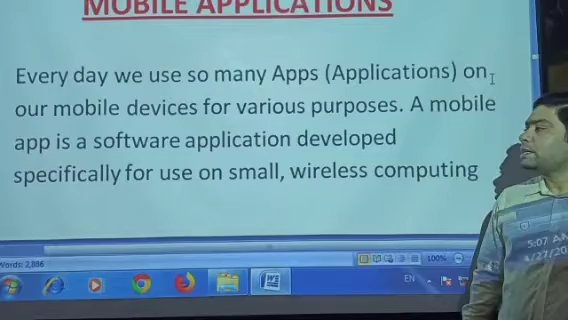 MOBILE APPLICATIONS
Every day we use so many Apps (Applications) on
our mobile devices for various purposes. A mobile
app is a software application developed
specifically for use on small, wireless computing
Words: 2,886
100%
EN
5:07 AM